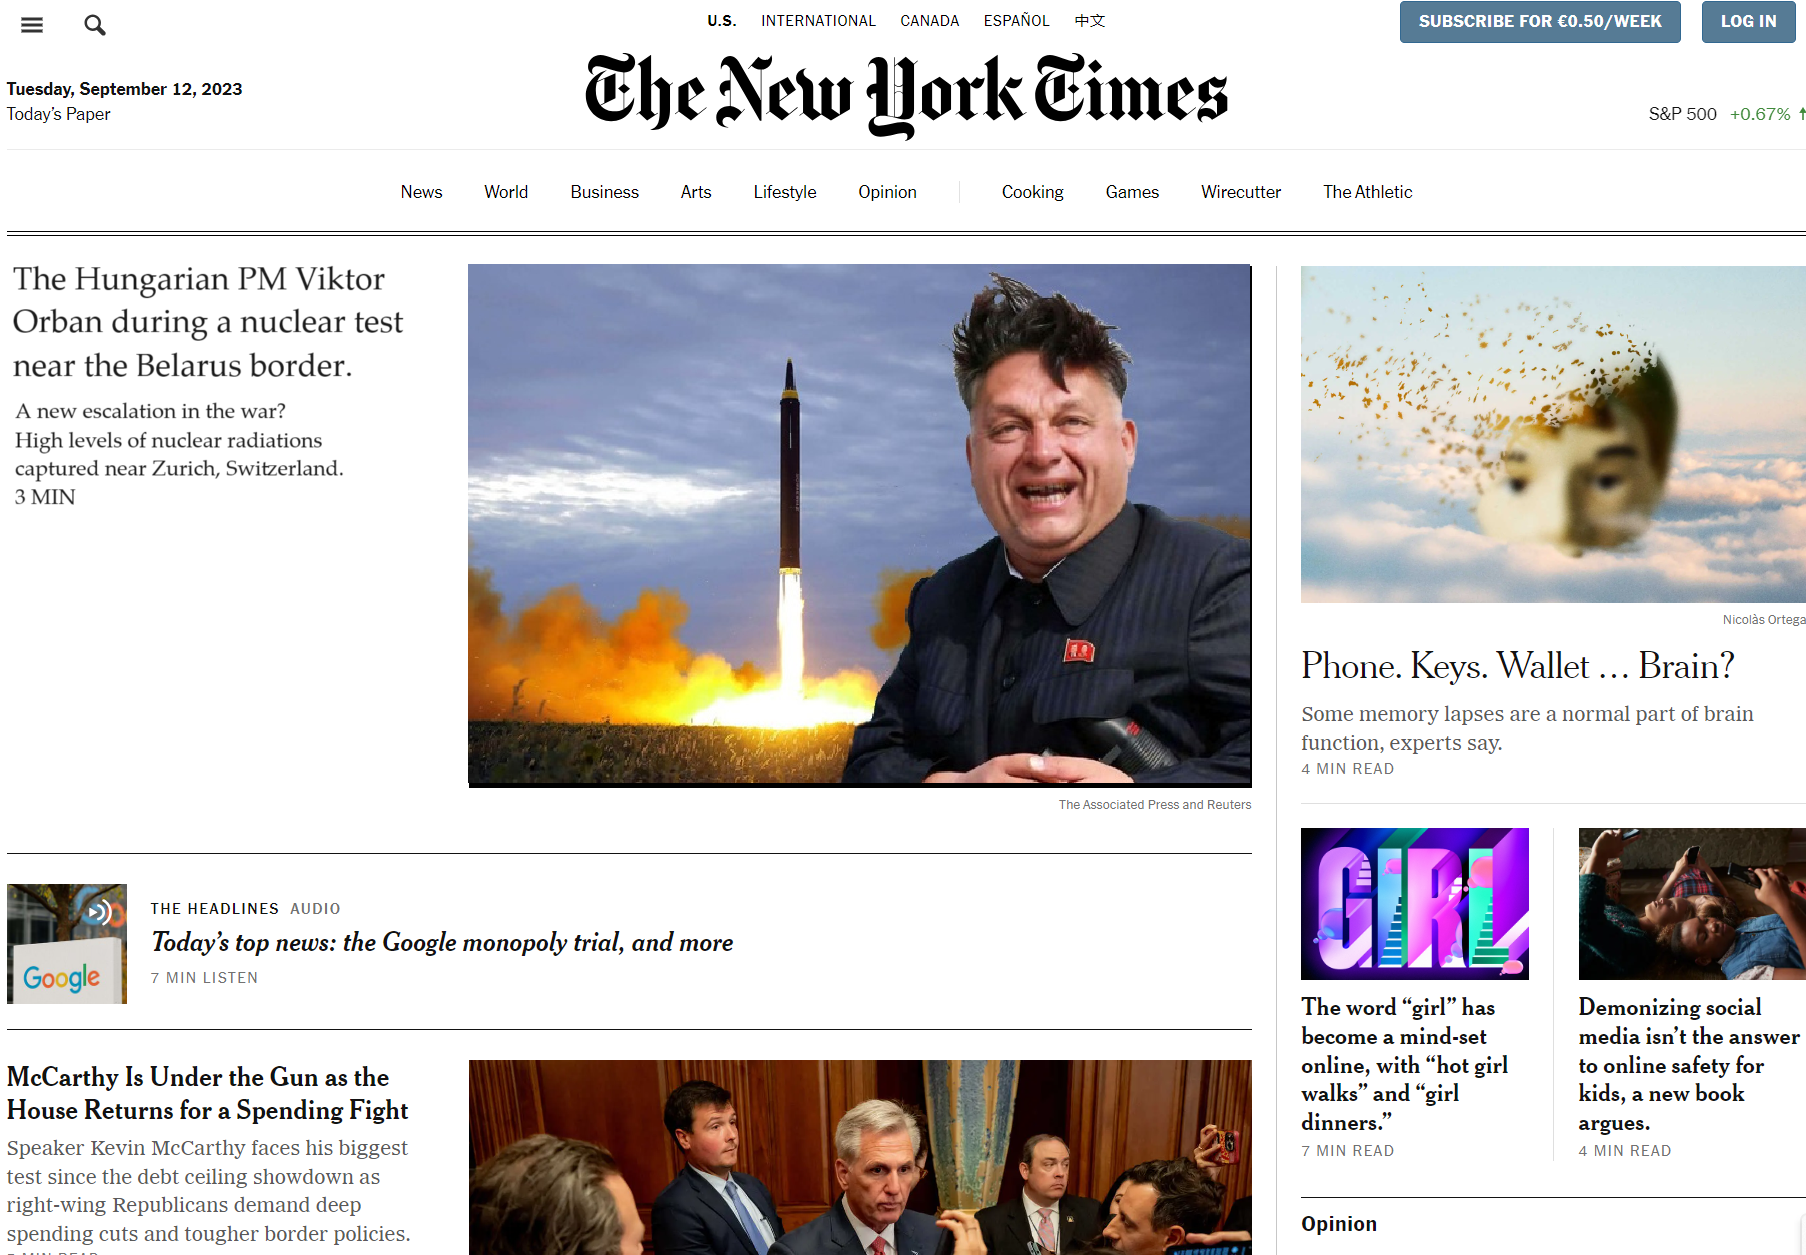 U.S. INTERNATIONAL CANADA ESPAÑOL 中文
SUBSCRIBE FOR €0.50/WEEK
LOG IN
Tuesday, September 12, 2023
Today's Paper
The New York Times
S&P 500 +0.67% ↑
News World Business Arts Lifestyle Opinion Cooking Games Wirecutter The Athletic
The Hungarian PM Viktor
Orban during a nuclear test
near the Belarus border.
A new escalation in the war?
High levels of nuclear radiations
captured near Zurich, Switzerland.
3 MIN
The Associated Press and Reuters
THE HEADLINES AUDIO
Today's top news: the Google monopoly trial, and more
7 MIN LISTEN
Google
McCarthy Is Under the Gun as the
House Returns for a Spending Fight
Speaker Kevin McCarthy faces his biggest
test since the debt ceiling showdown as
right-wing Republicans demand deep
spending cuts and tougher border policies.
MIN READ
Nicolàs Ortega
Phone. Keys. Wallet … Brain?
Some memory lapses are a normal part of brain
function, experts say.
4 MIN READ
GIRL
The word “girl” has
become a mind-set
online, with “hot girl
walks” and “girl
dinners.”
7 MIN READ
Demonizing social
media isn't the answer
to online safety for
kids, a new book
argues.
4 MIN READ
Opinion